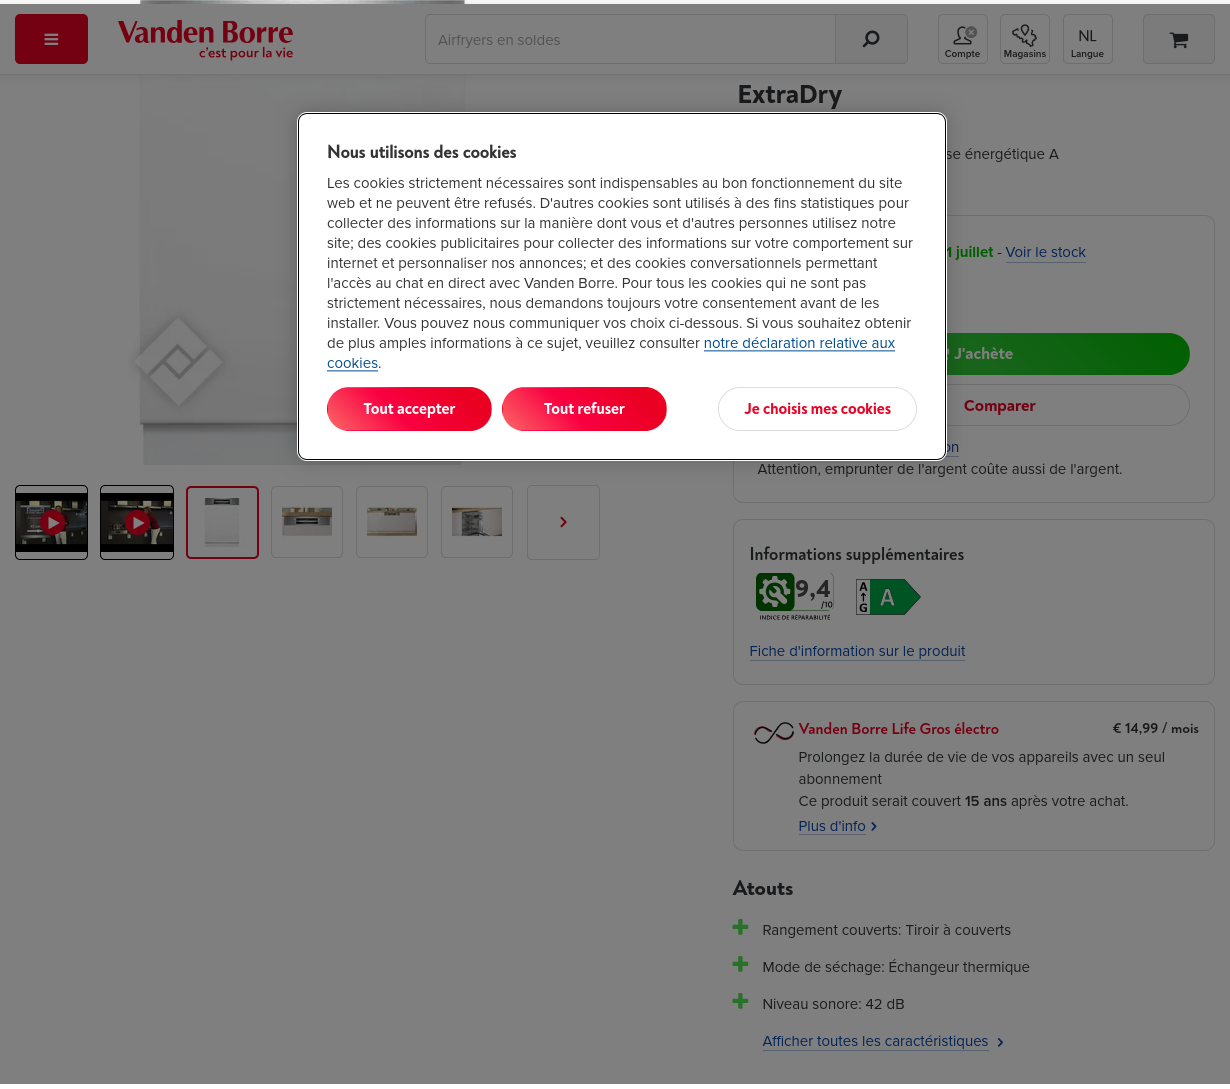 Vanden Borre
c'est pour la vie
Airfryers en soldes
Compte
Magasins
NL
Langue
ExtraDry
se énergétique A
Nous utilisons des cookies
Les cookies strictement nécessaires sont indispensables au bon fonctionnement du site
web et ne peuvent être refusés. D'autres cookies sont utilisés à des fins statistiques pour
collecter des informations sur la manière dont vous et d'autres personnes utilisez notre
site; des cookies publicitaires pour collecter des informations sur votre comportement sur
internet et personnaliser nos annonces; et des cookies conversationnels permettant
l'accès au chat en direct avec Vanden Borre. Pour tous les cookies qui ne sont pas
strictement nécessaires, nous demandons toujours votre consentement avant de les
installer. Vous pouvez nous communiquer vos choix ci-dessous. Si vous souhaitez obtenir
de plus amples informations à ce sujet, veuillez consulter notre déclaration relative aux
cookies.
Tout accepter
Tout refuser
Je choisis mes cookies
juillet - Voir le stock
J'achète
Comparer
on
Attention, emprunter de l'argent coûte aussi de l'argent.
Informations supplémentaires
9,4
/10
INDICE DE RÉPARABILITÉ
A
G
A
Fiche d'information sur le produit
Vanden Borre Life Gros électro
€ 14,99 / mois
Prolongez la durée de vie de vos appareils avec un seul
abonnement
Ce produit serait couvert 15 ans après votre achat.
Plus d'info
Atouts
Rangement couverts: Tiroir à couverts
Mode de séchage: Échangeur thermique
Niveau sonore: 42 dB
Afficher toutes les caractéristiques